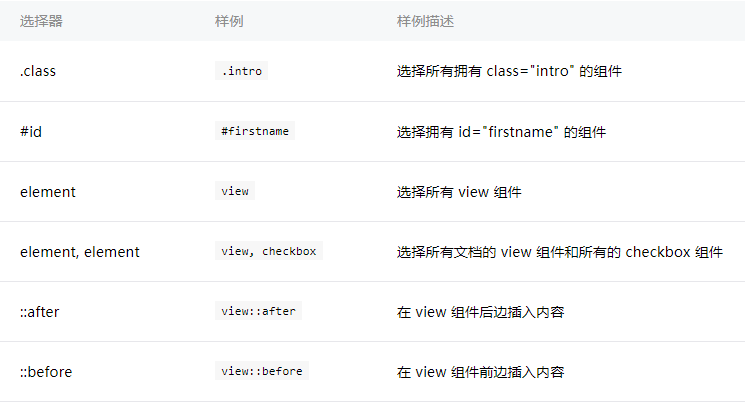 选择器 样例 样例描述
.class .intro 选择所有拥有 class="intro" 的组件
#id #firstname 选择拥有 id="firstname" 的组件
element view 选择所有 view 组件
element, element view, checkbox 选择所有文档的 view 组件和所有的 checkbox 组件
::after view::after 在 view 组件后边插入内容
::before view::before 在 view 组件前边插入内容